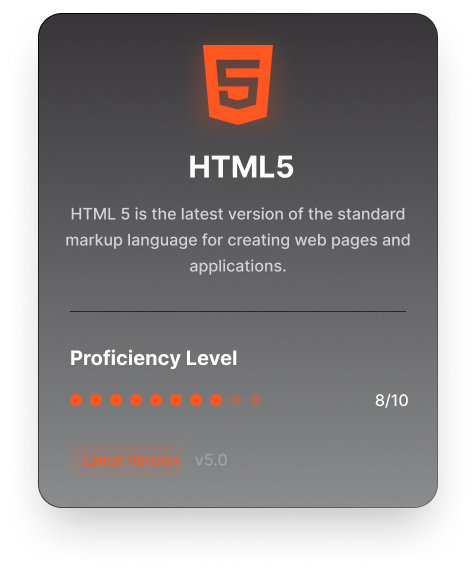 5
HTML5
HTML 5 is the latest version of the standard
markup language for creating web pages and
applications.
Proficiency Level
8/10
Latest Version v5.0